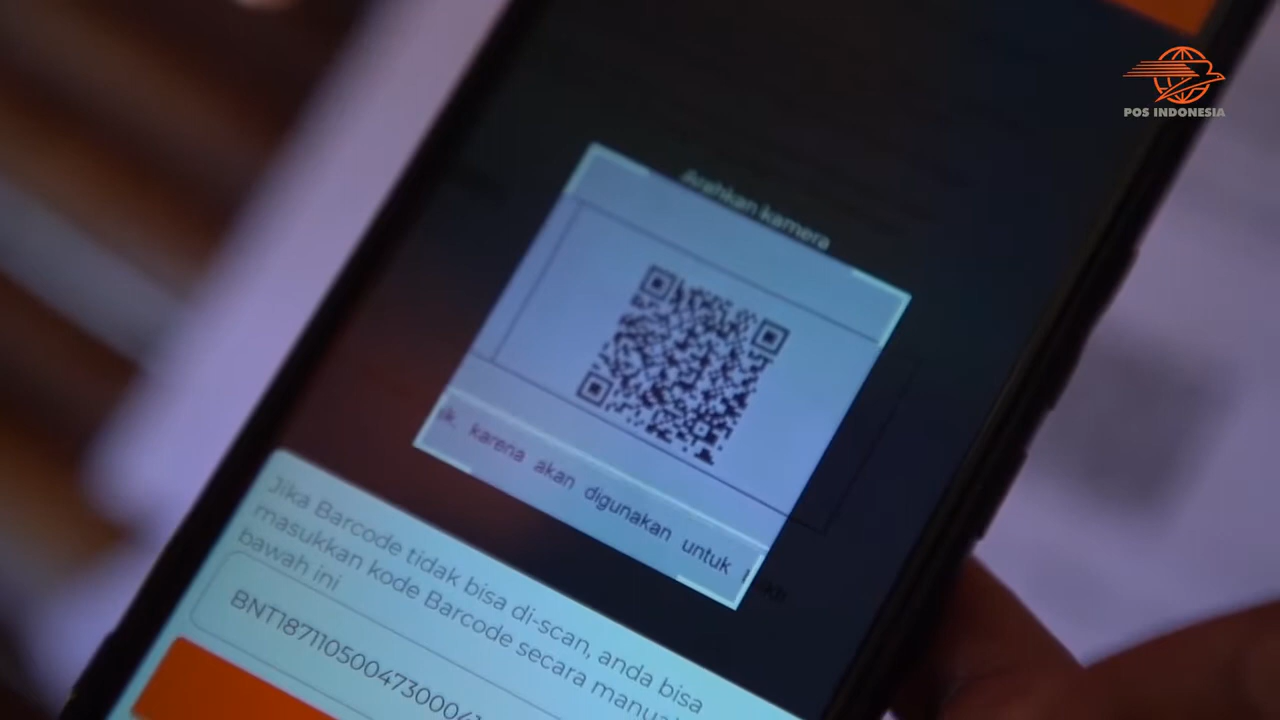 POS INDONESIA
Arahkan kamera
karena akan digunakan untuk
Jika Barcode tidak bisa di-scan, anda bisa
masukkan kode Barcode secara manual
bawah ini